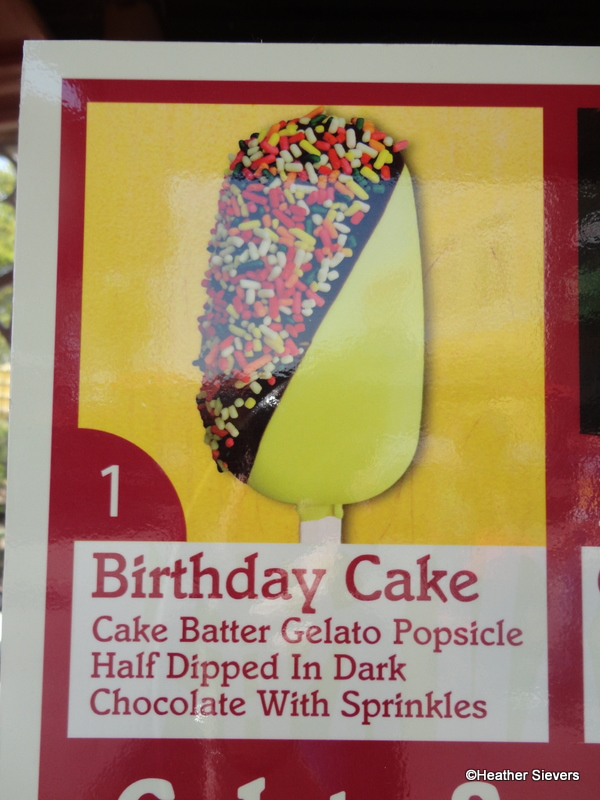 1
Birthday Cake
Cake Batter Gelato Popsicle
Half Dipped In Dark
Chocolate With Sprinkles
©Heather Sievers